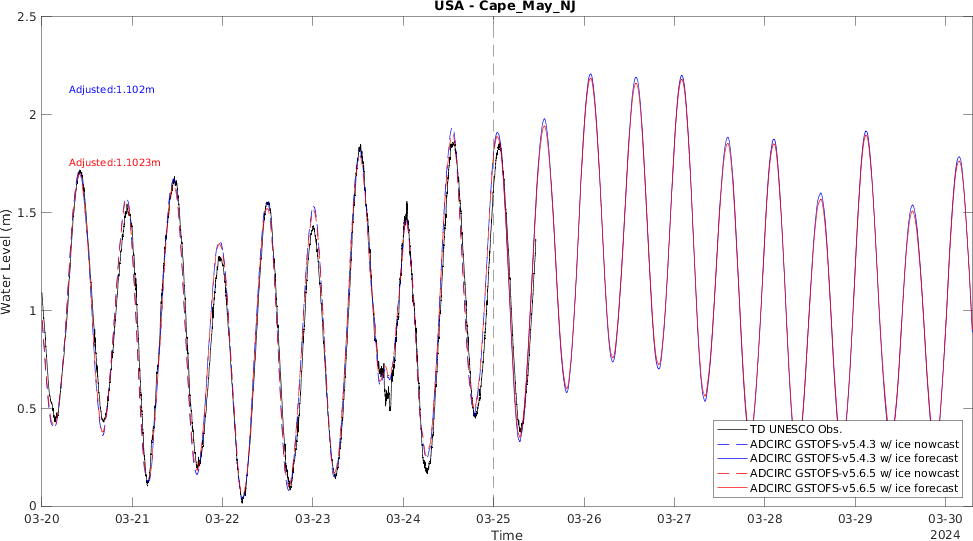 USA - Cape_May_NJ
2.5
2
1.5
1
0.5
0
Water Level (m)
Adjusted:1.102m
Adjusted:1.1023m
TD UNESCO Obs.
ADCIRC GSTOFS-v5.4.3 w/ ice nowcast
ADCIRC GSTOFS-v5.4.3 w/ ice forecast
ADCIRC GSTOFS-v5.6.5 w/ ice nowcast
ADCIRC GSTOFS-v5.6.5 w/ ice forecast
03-20 03-21 03-22 03-23 03-24 03-25 03-26 03-27 03-28 03-29 03-30
Time
2024